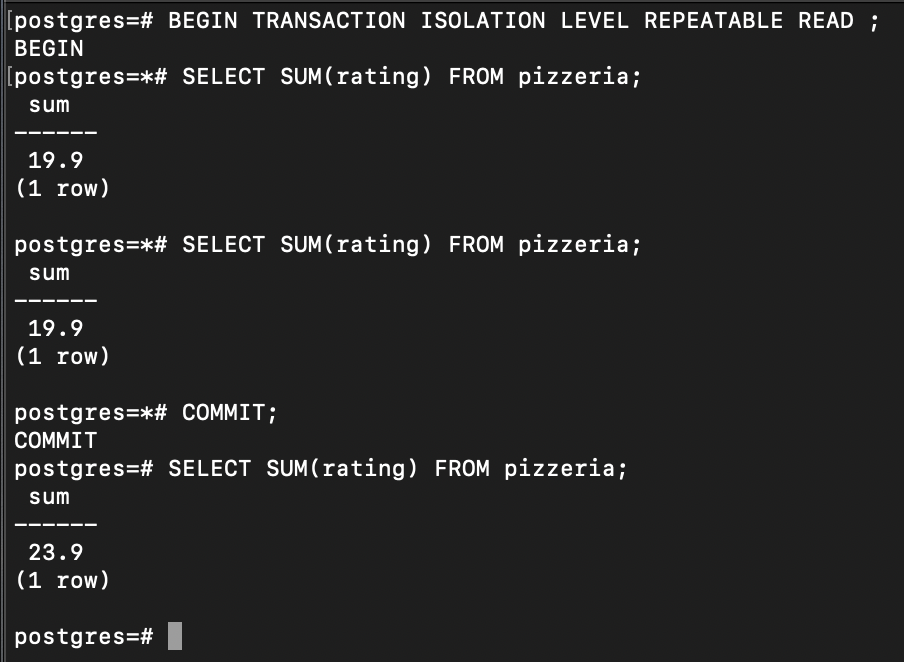 [postgres=# BEGIN TRANSACTION ISOLATION LEVEL REPEATABLE READ ;
BEGIN
[postgres=*# SELECT SUM(rating) FROM pizzeria;
 sum
------
 19.9
(1 row)

postgres=*# SELECT SUM(rating) FROM pizzeria;
 sum
------
 19.9
(1 row)

postgres=*# COMMIT;
COMMIT
postgres=# SELECT SUM(rating) FROM pizzeria;
 sum
------
 23.9
(1 row)

postgres=#